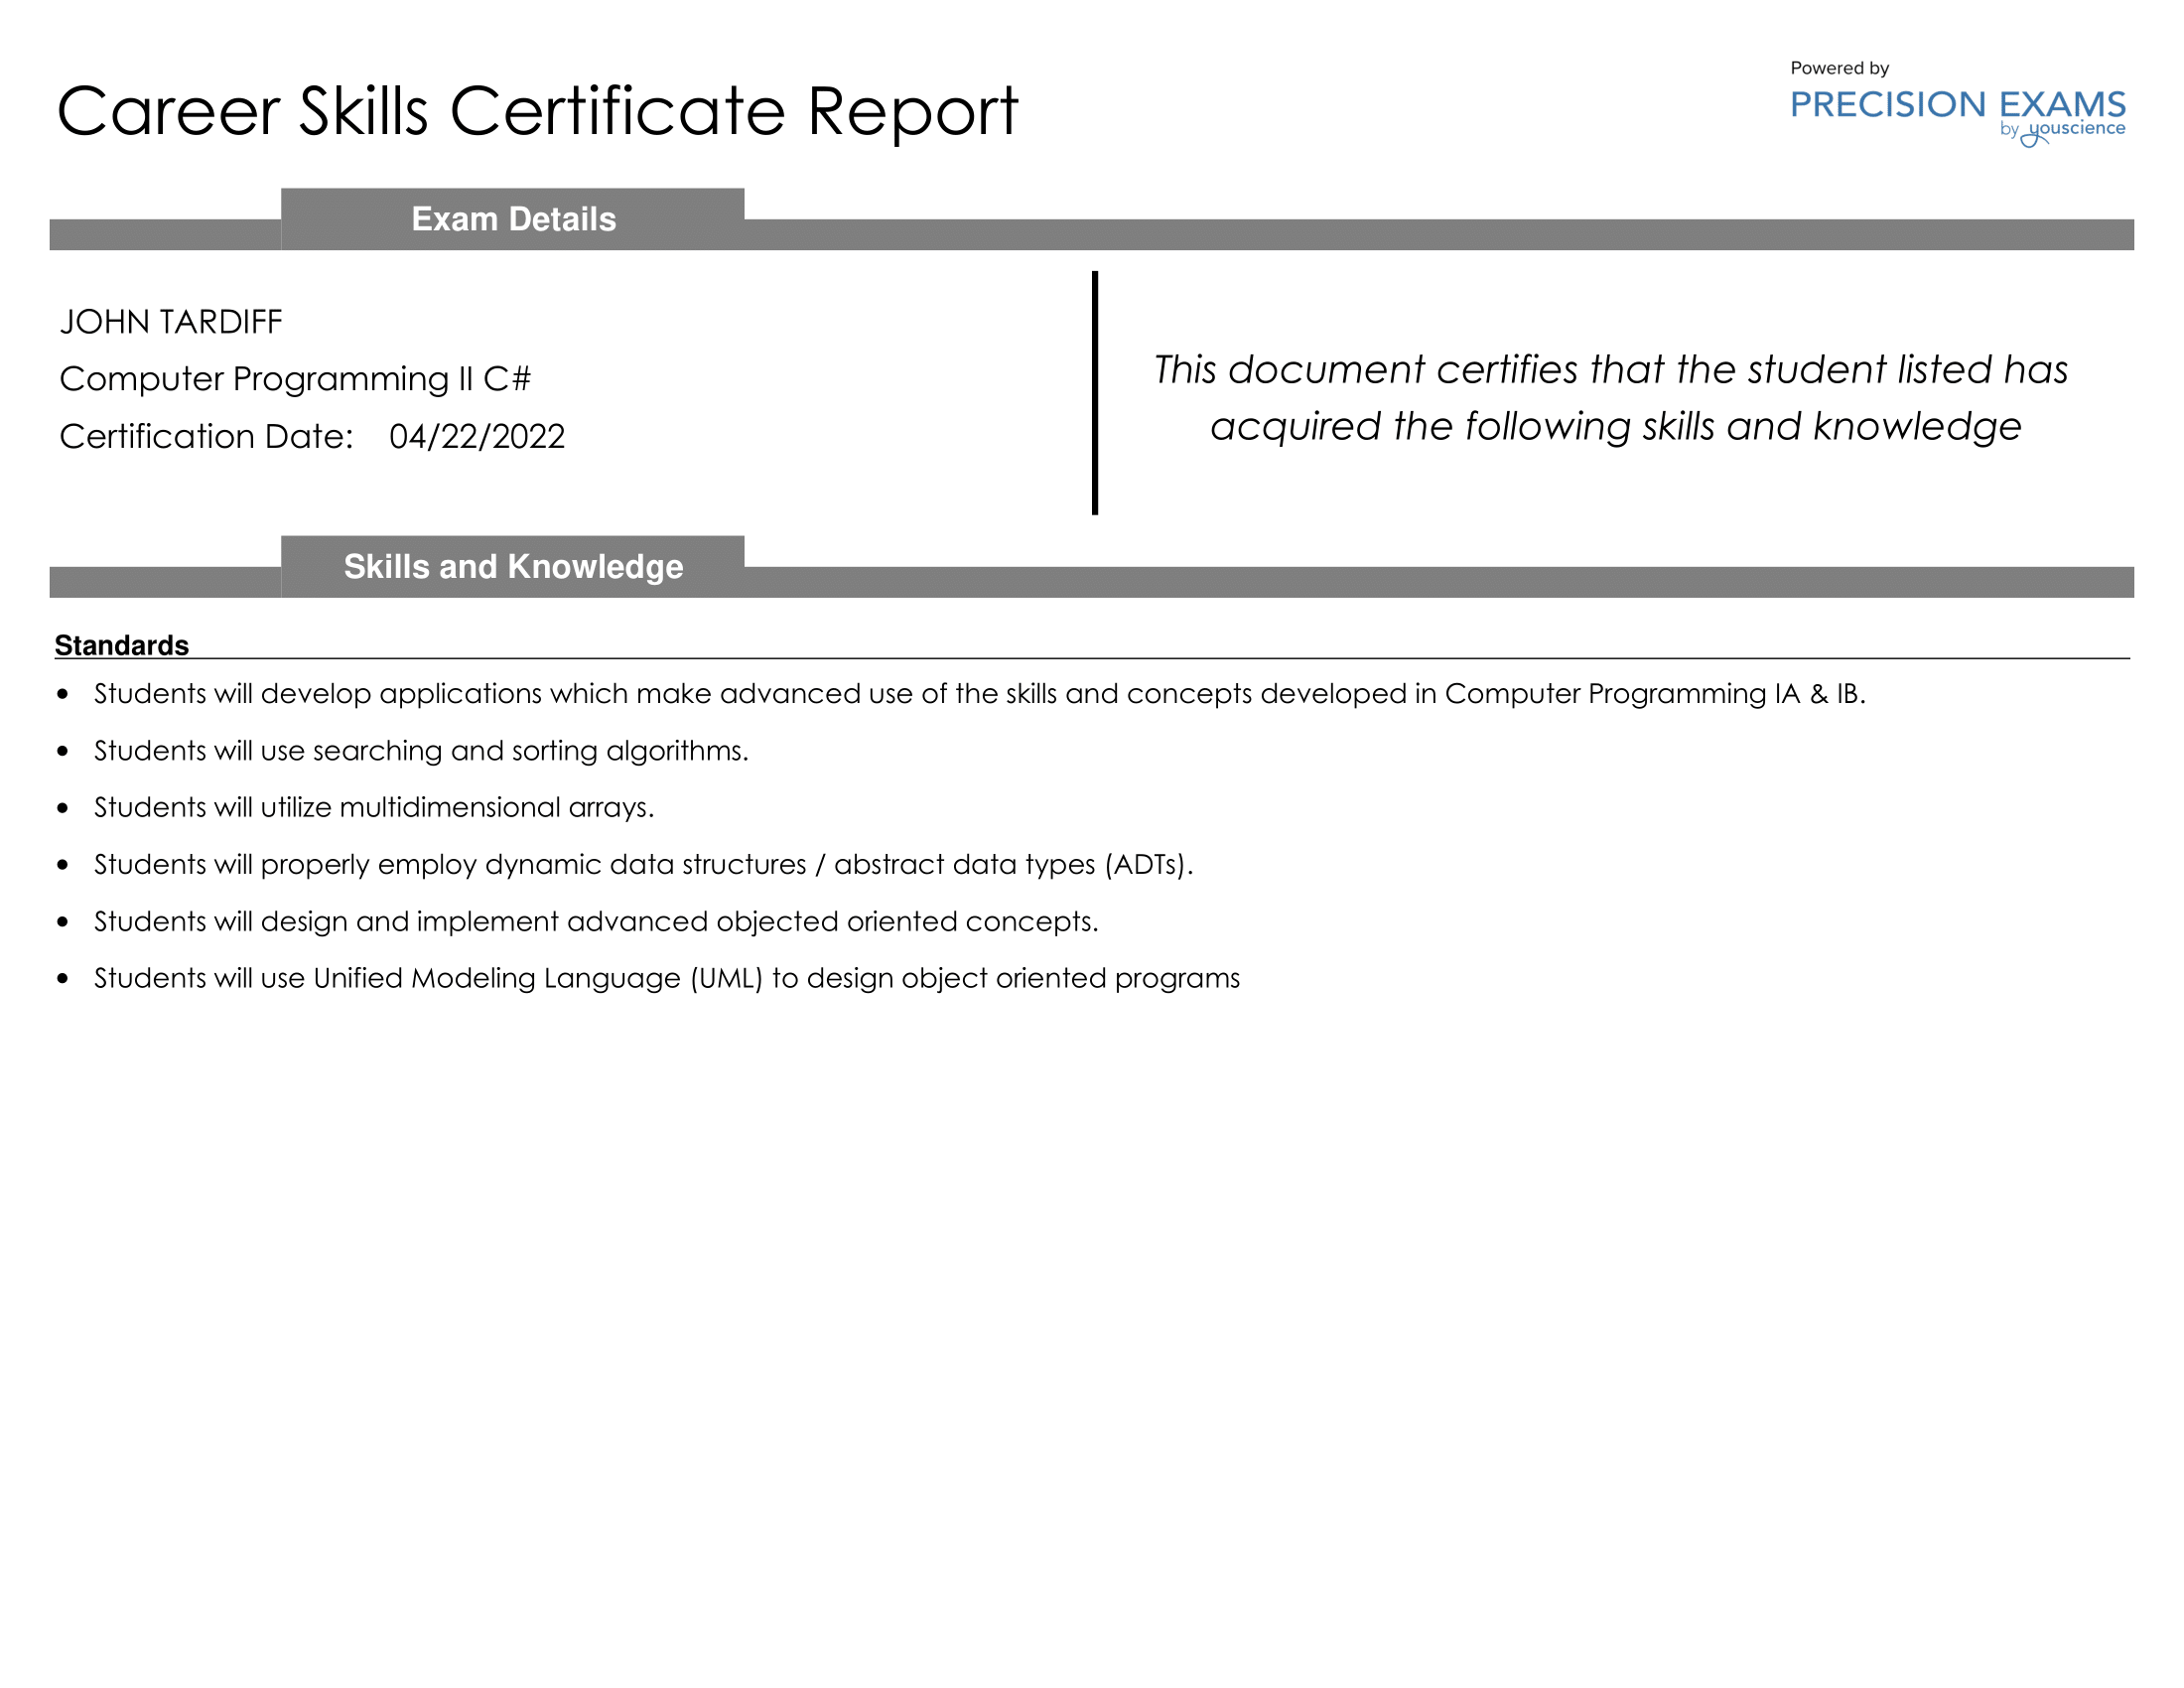 Career Skills Certificate Report
Powered by
PRECISION EXAMS
by youscience
Exam Details
JOHN TARDIFF
Computer Programming II C#
Certification Date: 04/22/2022
This document certifies that the student listed has
acquired the following skills and knowledge
Skills and Knowledge
Standards
• Students will develop applications which make advanced use of the skills and concepts developed in Computer Programming IA & IB.
• Students will use searching and sorting algorithms.
• Students will utilize multidimensional arrays.
• Students will properly employ dynamic data structures / abstract data types (ADTs).
• Students will design and implement advanced objected oriented concepts.
• Students will use Unified Modeling Language (UML) to design object oriented programs